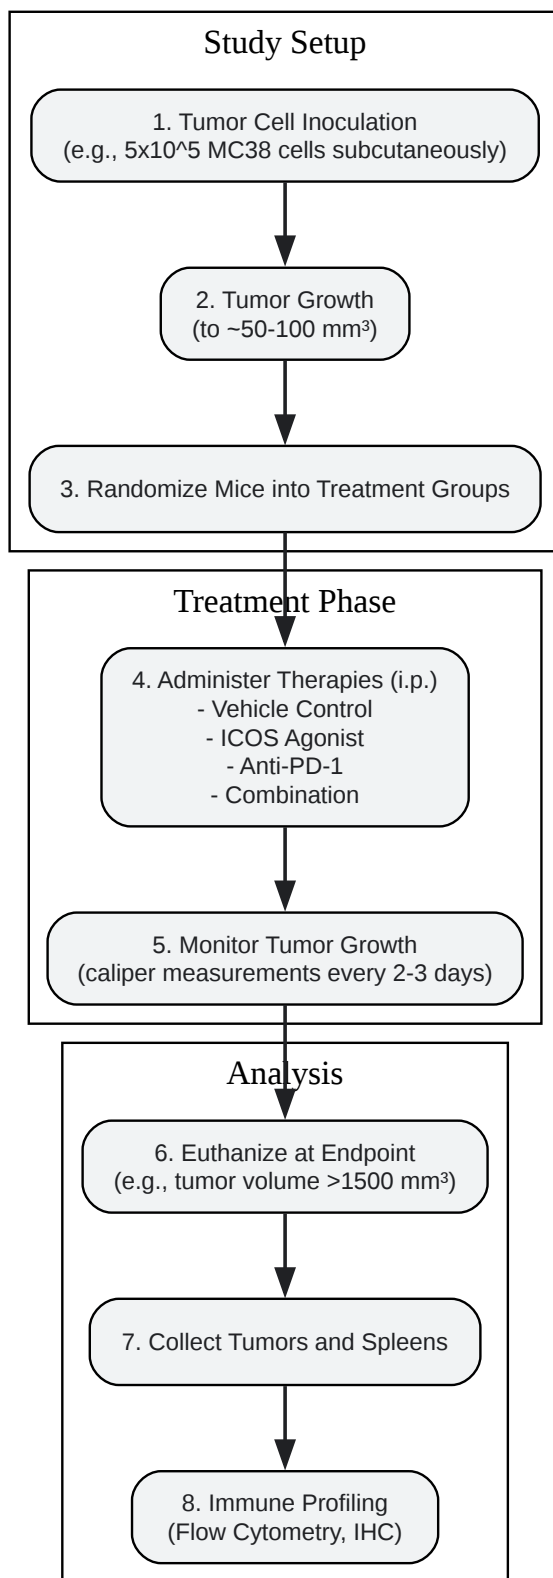 Study Setup
1. Tumor Cell Inoculation
(e.g., 5x10^5 MC38 cells subcutaneously)
2. Tumor Growth
(to ~50-100 mm³)
3. Randomize Mice into Treatment Groups
Treatment Phase
4. Administer Therapies (i.p.)
- Vehicle Control
- ICOS Agonist
- Anti-PD-1
- Combination
5. Monitor Tumor Growth
(caliper measurements every 2-3 days)
Analysis
6. Euthanize at Endpoint
(e.g., tumor volume >1500 mm³)
7. Collect Tumors and Spleens
8. Immune Profiling
(Flow Cytometry, IHC)